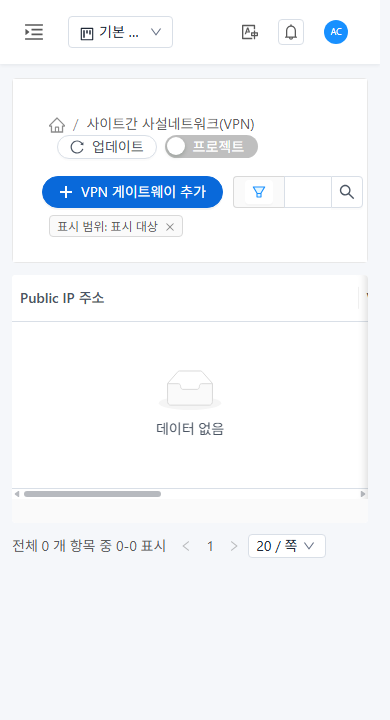 기본 ...
AC
/ 사이트간 사설네트워크(VPN)
업데이트 프로젝트
VPN 게이트웨이 추가
표시 범위: 표시 대상
Public IP 주소
데이터 없음
전체 0 개 항목 중 0-0 표시 1 20 / 쪽